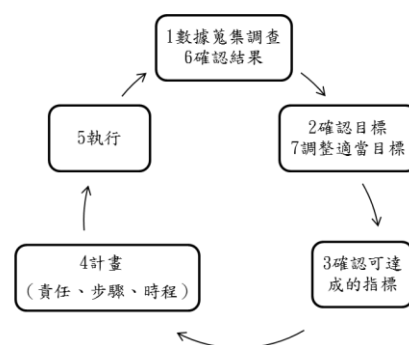 1數據蒐集調查
6確認結果
2確認目標
7調整適當目標
3確認可達
成的指標
4計畫
（責任、步驟、時程）
5執行